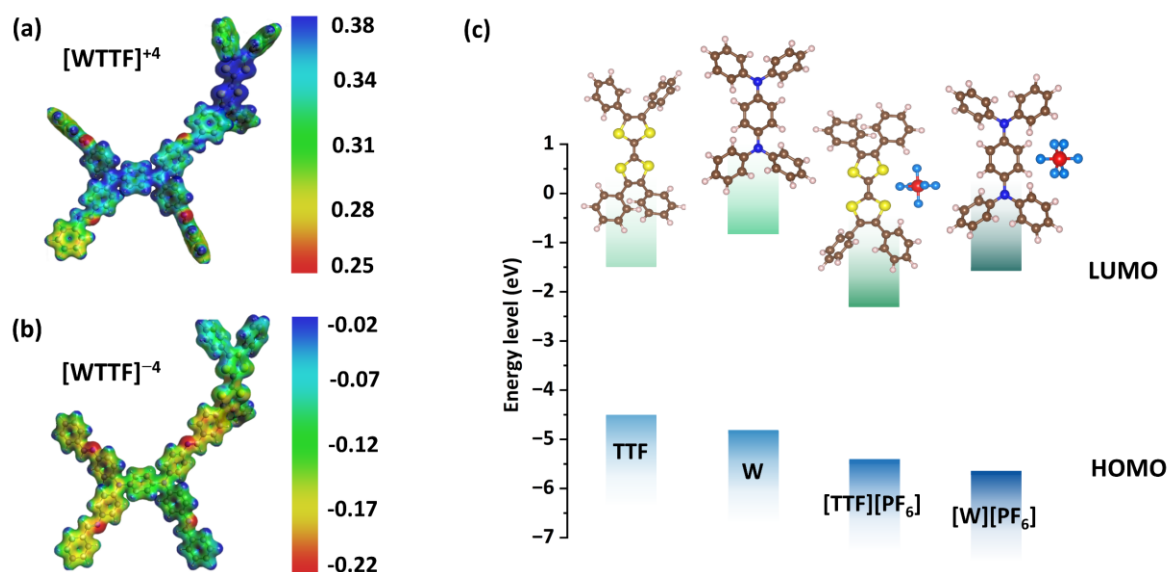 (a)
[WTTF]⁺⁴
0.38
0.34
0.31
0.28
0.25
(b)
[WTTF]⁻⁴
-0.02
-0.07
-0.12
-0.17
-0.22
(c)
Energy level (eV)
1
0
−1
−2
−3
−4
−5
−6
−7
LUMO
HOMO
TTF
W
[TTF][PF₆]
[W][PF₆]